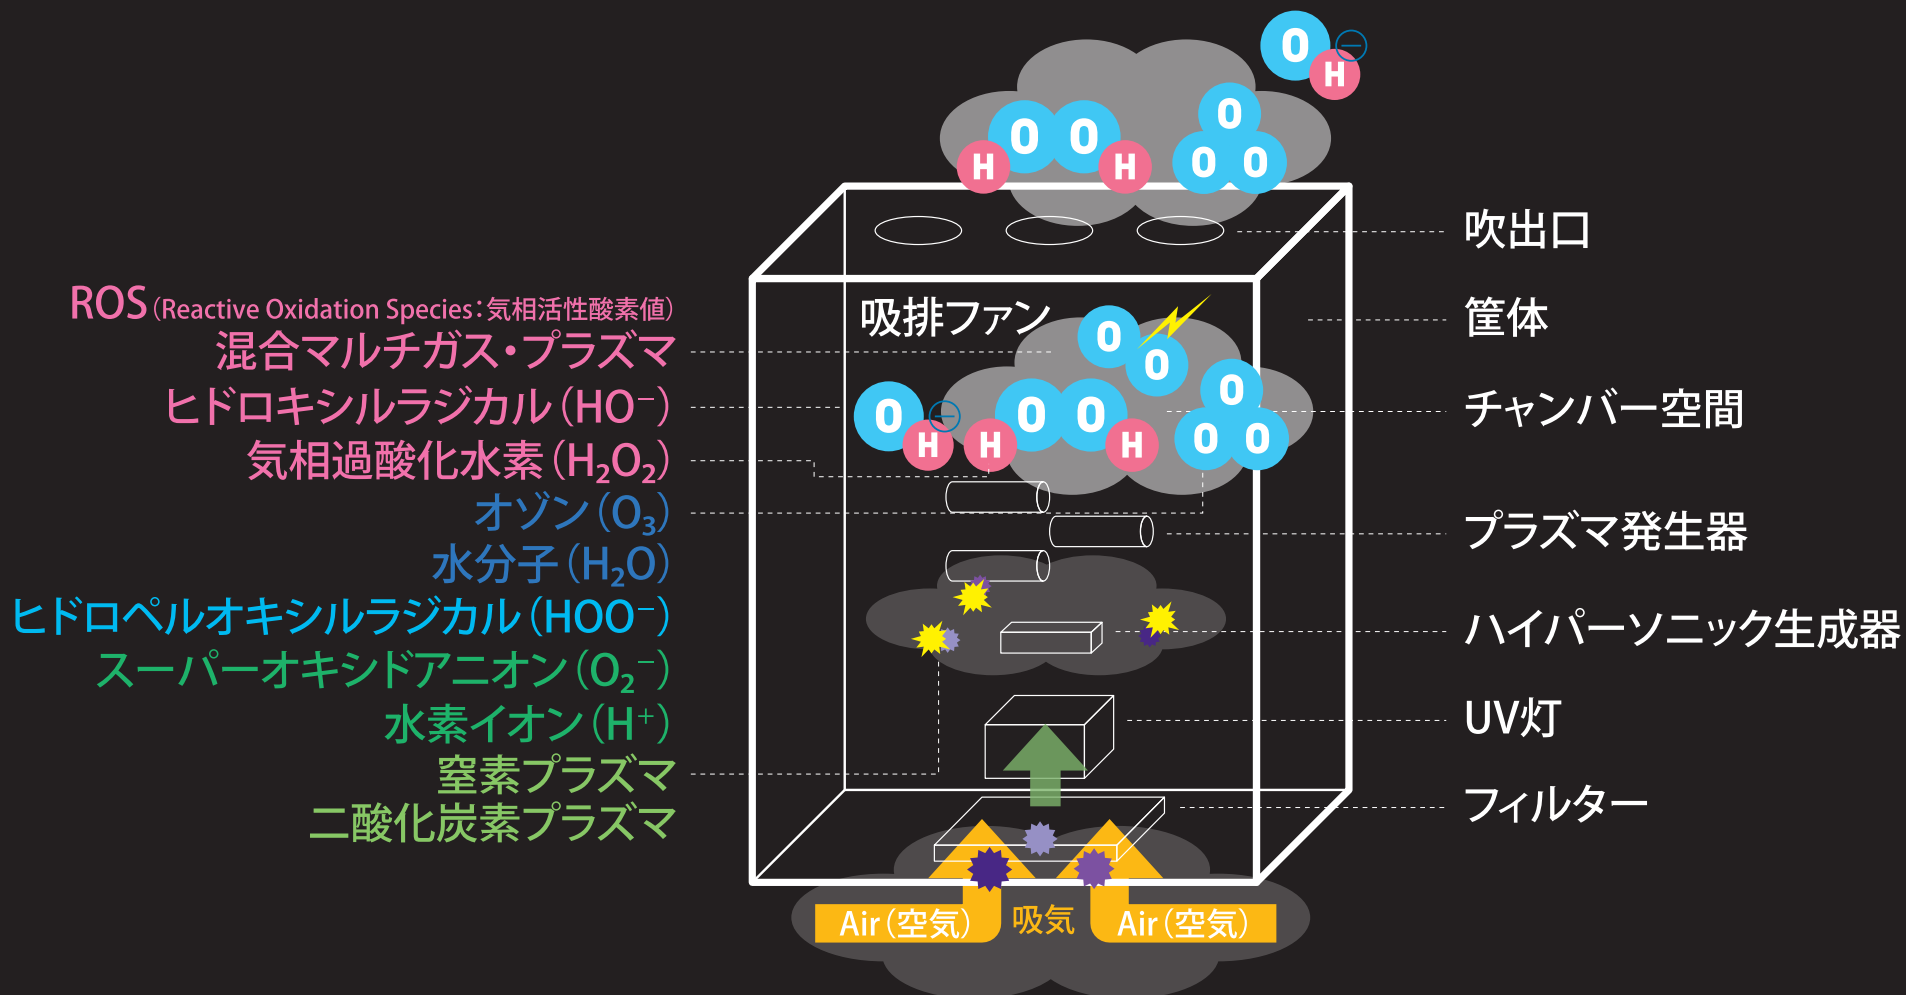 O
H
O O
H H
O
O O
吹出口
ROS（Reactive Oxidation Species：気相活性酸素値）
吸排ファン
筐体
混合マルチガス・プラズマ
O
O
ヒドロキシルラジカル（HO⁻）
O
H
H O O H
O
O O
チャンバー空間
気相過酸化水素（H₂O₂）
オゾン（O₃）
プラズマ発生器
水分子（H₂O）
ヒドロペルオキシルラジカル（HOO⁻）
ハイパーソニック生成器
スーパーオキシドアニオン（O₂⁻）
水素イオン（H⁺）
UV灯
窒素プラズマ
二酸化炭素プラズマ
フィルター
Air（空気）
吸気
Air（空気）